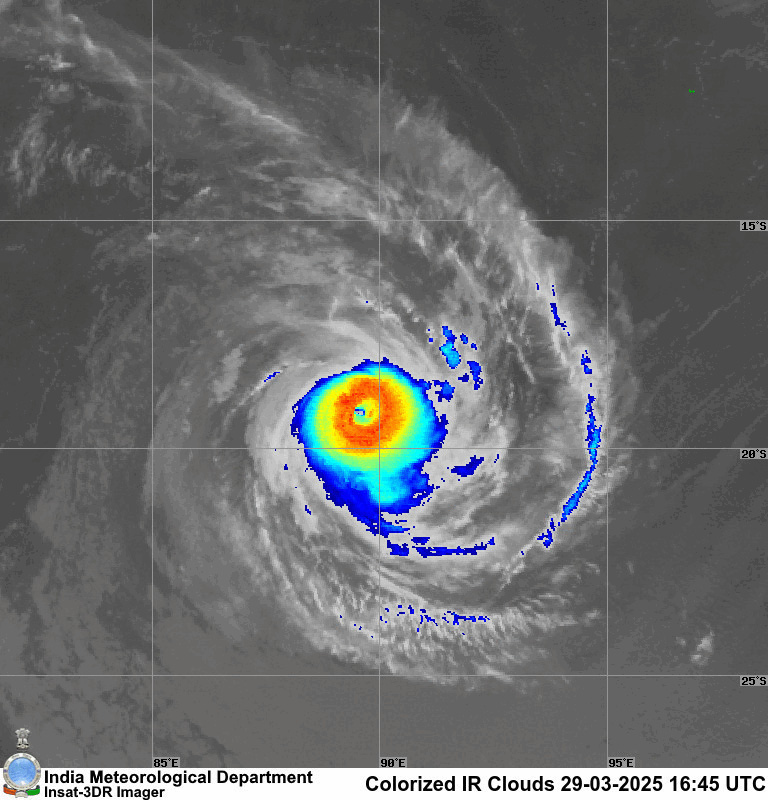 15°S
20°S
25°S
85°E 90°E 95°E
India Meteorological Department
Insat-3DR Imager
Colorized IR Clouds 29-03-2025 16:45 UTC